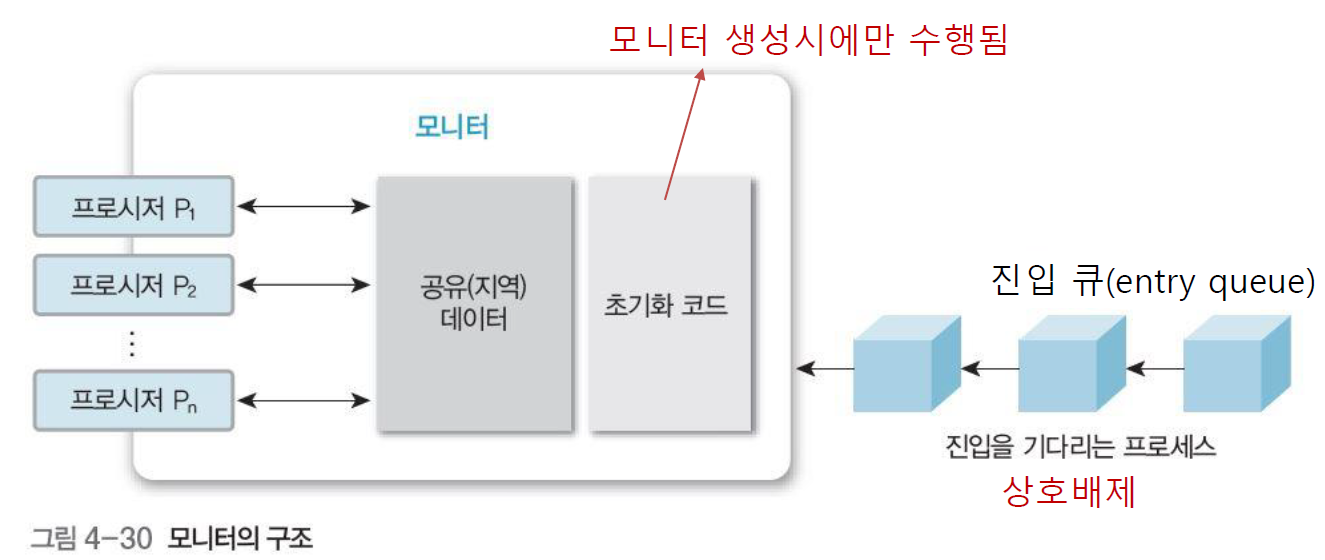 모니터 생성시에만 수행됨
모니터
프로시저 P1
프로시저 P2
⋮
프로시저 Pn
공유(지역)
데이터
초기화 코드
진입 큐(entry queue)
진입을 기다리는 프로세스
상호배제
그림 4-30 모니터의 구조